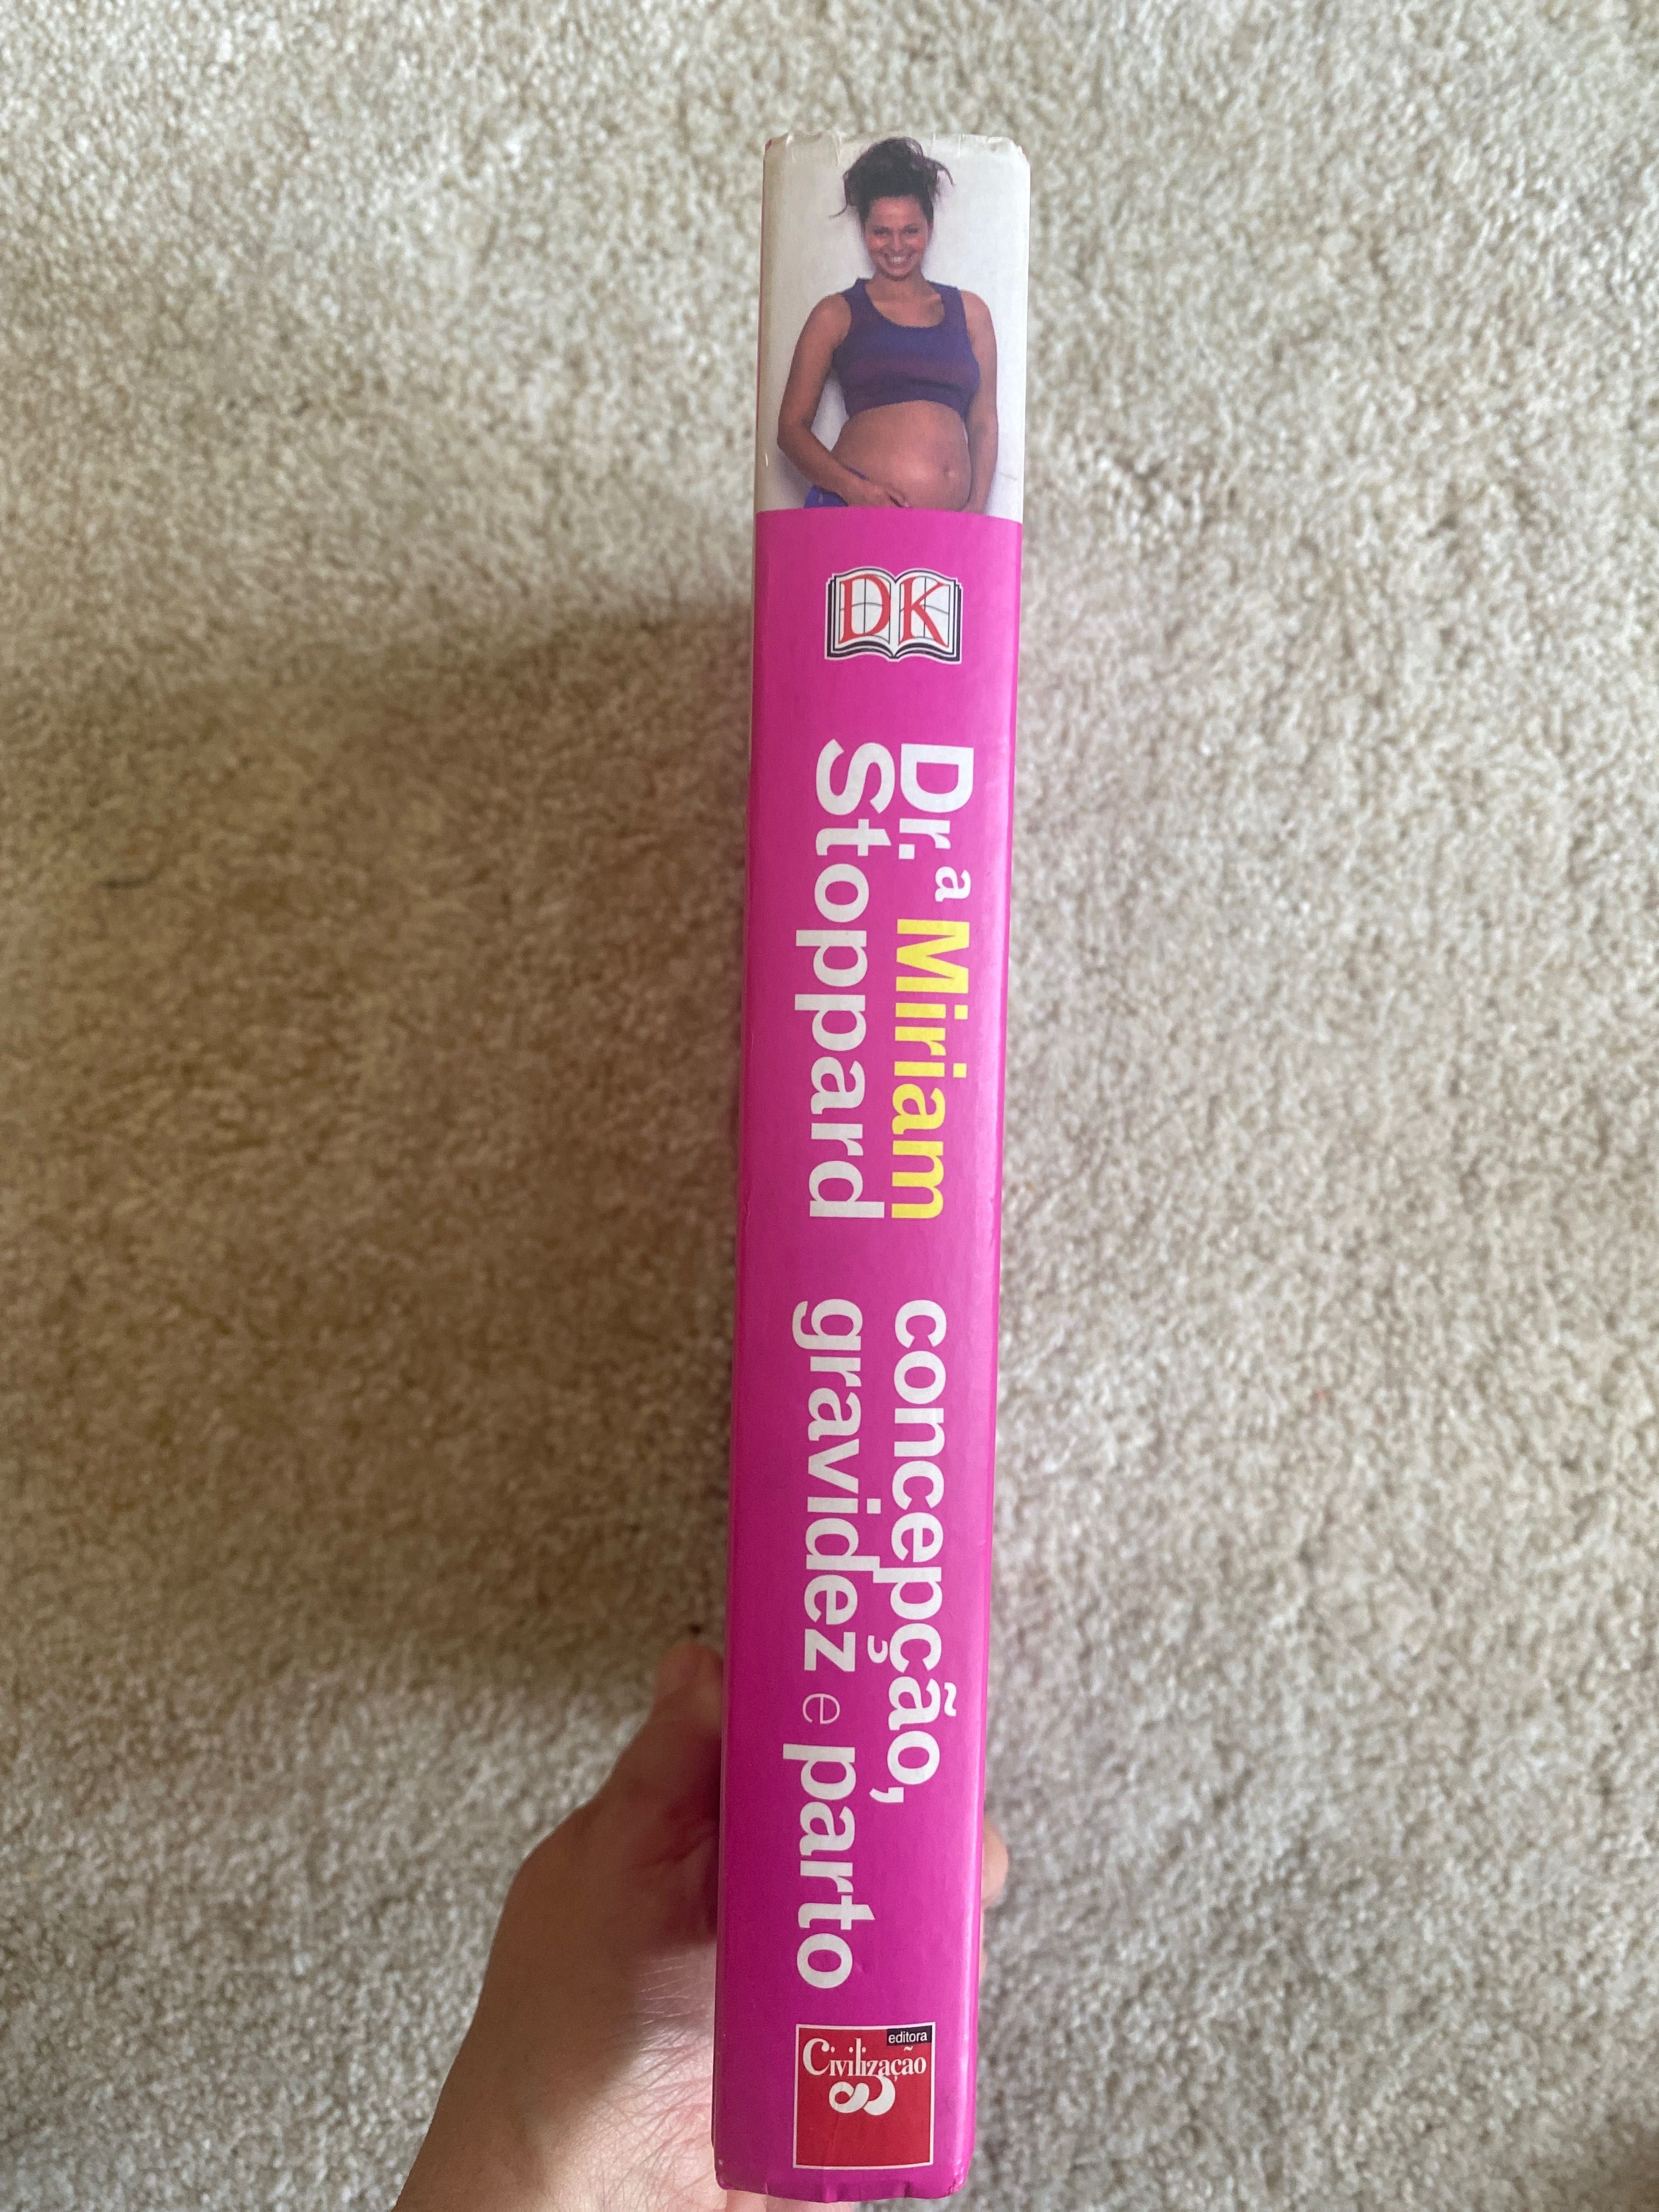 DK
Dr.ª Miriam
Stoppard
concepção,
gravidez e parto
editora
Civilização